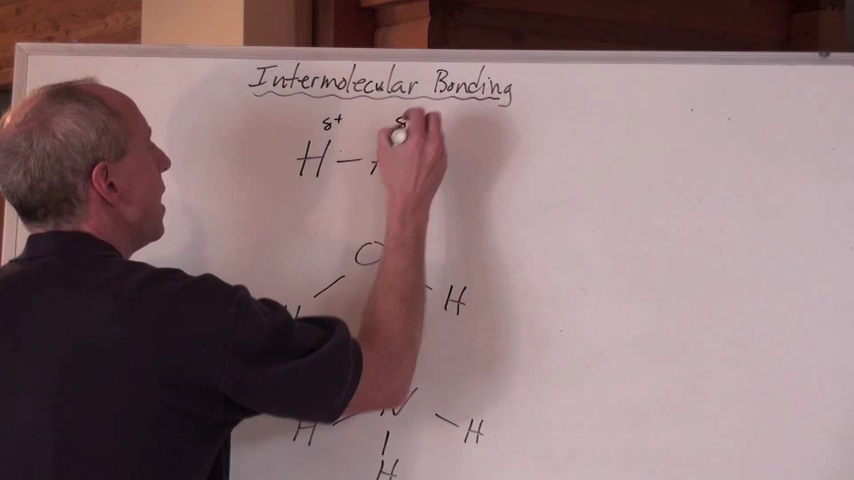 Intermolecular Bonding
δ+ δ
H —
O
H H
N
H H
H